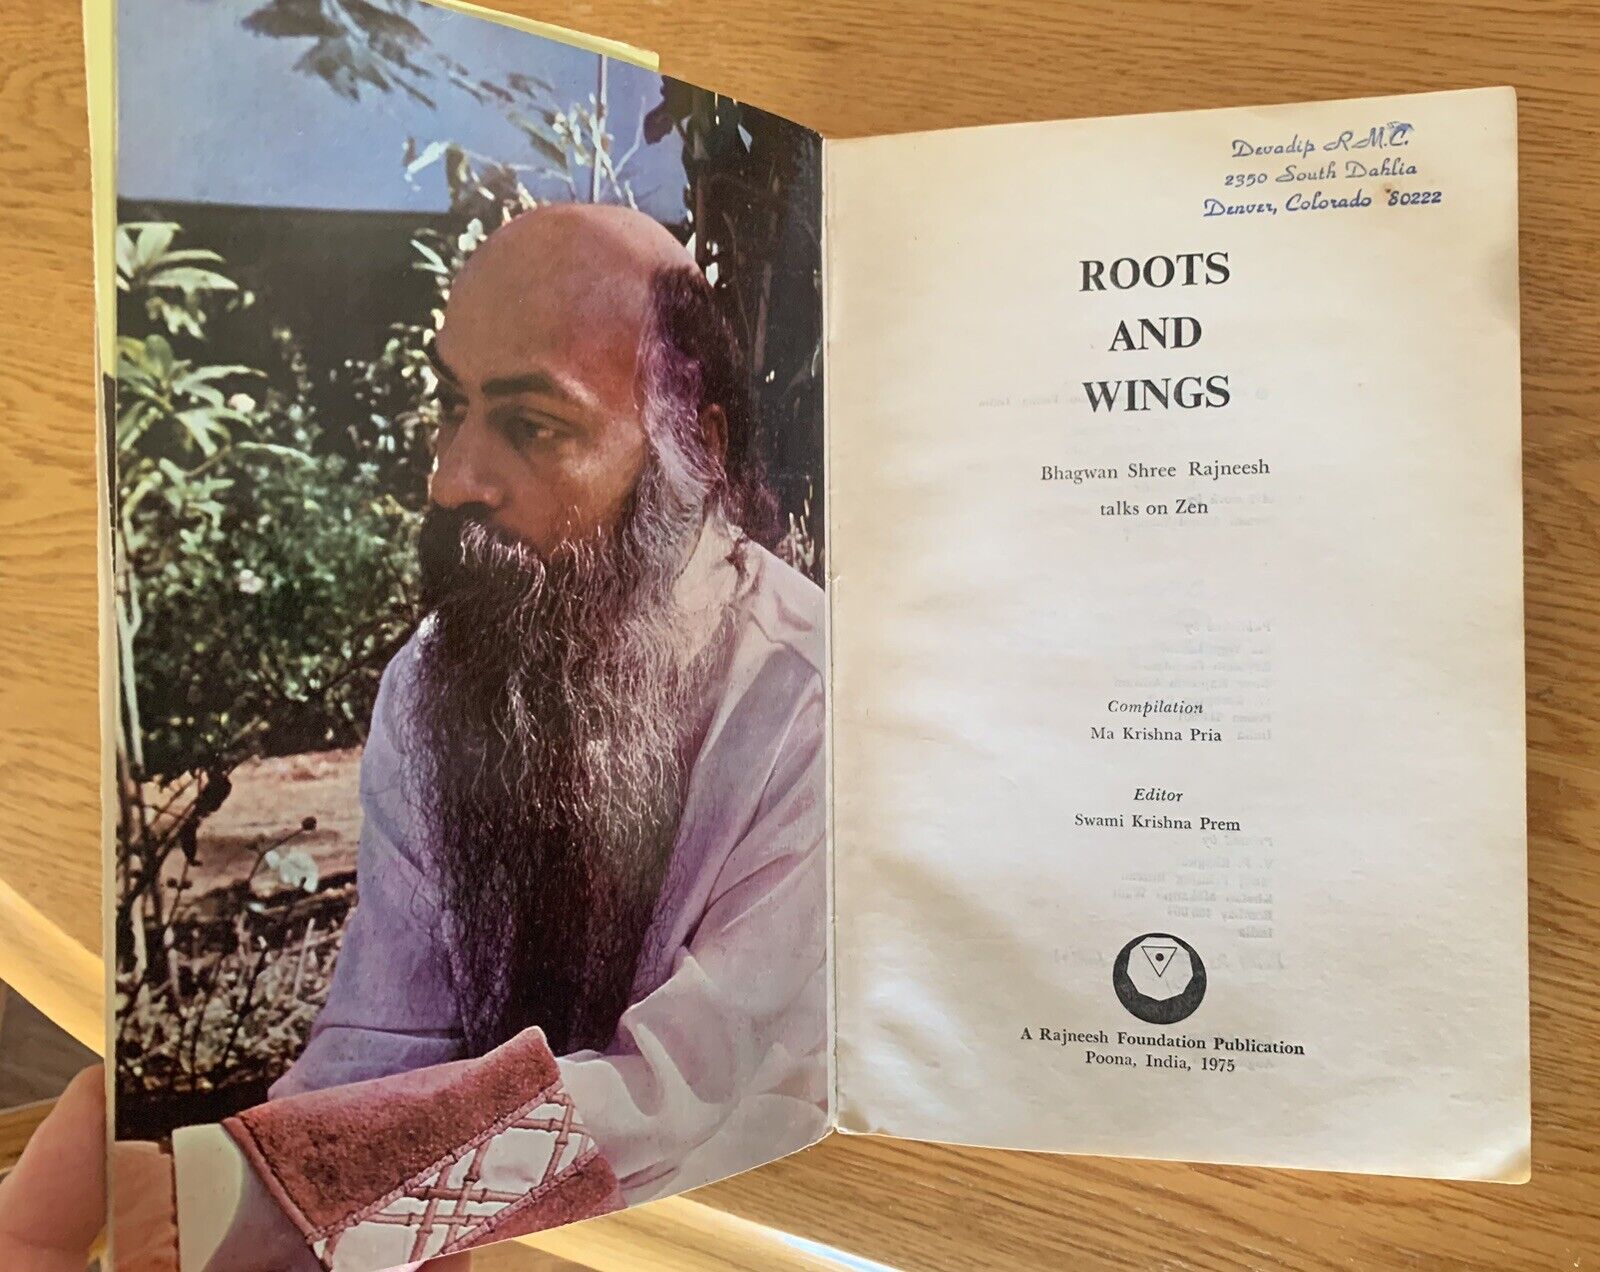 Devadip R.M.C.
2350 South Dahlia
Denver, Colorado 80222
ROOTS
AND
WINGS
Bhagwan Shree Rajneesh
talks on Zen
Compilation
Ma Krishna Pria
Editor
Swami Krishna Prem
A Rajneesh Foundation Publication
Poona, India, 1975